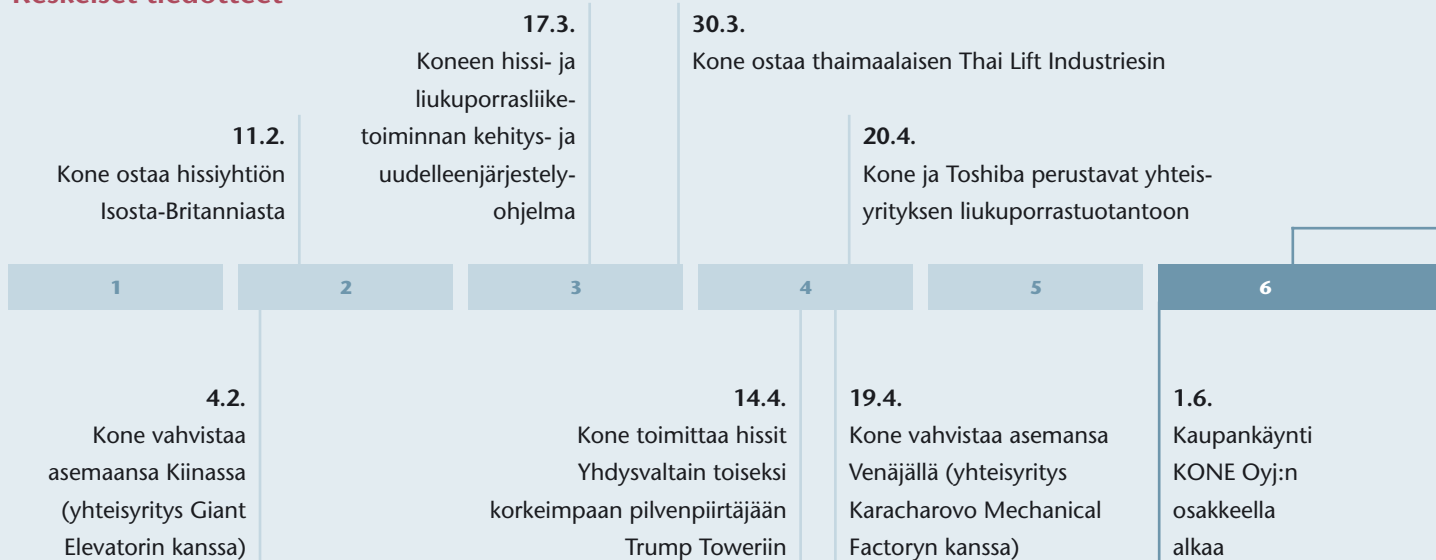 Keskeiset tiedotteet
17.3.
Koneen hissi- ja
liukuporrasliike-
toiminnan kehitys- ja
uudelleenjärjestely-
ohjelma
30.3.
Kone ostaa thaimaalaisen Thai Lift Industriesin
11.2.
Kone ostaa hissiyhtiön
Isosta-Britanniasta
20.4.
Kone ja Toshiba perustavat yhteis-
yrityksen liukuporrastuotantoon
1
2
3
4
5
6
4.2.
Kone vahvistaa
asemaansa Kiinassa
(yhteisyritys Giant
Elevatorin kanssa)
14.4.
Kone toimittaa hissit
Yhdysvaltain toiseksi
korkeimpaan pilvenpiirtäjään
Trump Toweriin
19.4.
Kone vahvistaa asemansa
Venäjällä (yhteisyritys
Karacharovo Mechanical
Factoryn kanssa)
1.6.
Kaupankäynti
KONE Oyj:n
osakkeella
alkaa